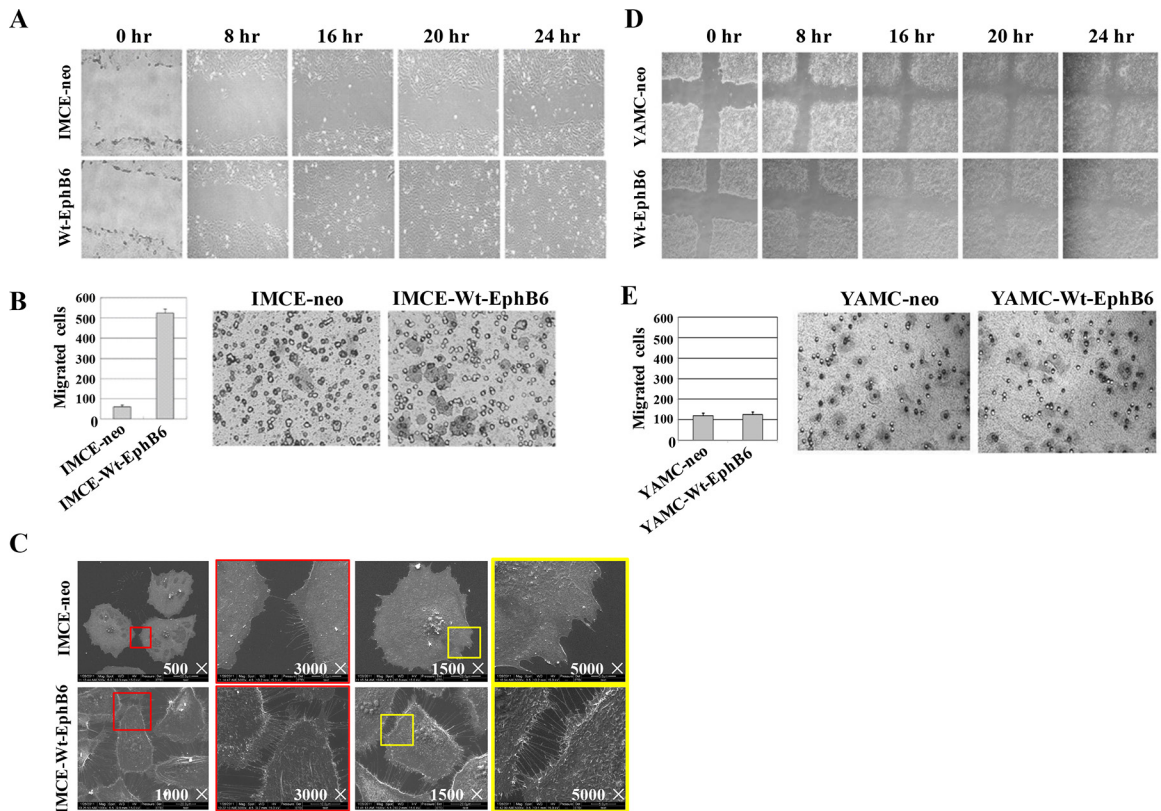 A
0 hr 8 hr 16 hr 20 hr 24 hr
IMCE-neo
Wt-EphB6
D
0 hr 8 hr 16 hr 20 hr 24 hr
YAMC-neo
Wt-EphB6
B
Migrated cells
600
500
400
300
200
100
0
IMCE-neo
IMCE-Wt-EphB6
IMCE-neo IMCE-Wt-EphB6
E
Migrated cells
600
500
400
300
200
100
0
YAMC-neo
YAMC-Wt-EphB6
YAMC-neo YAMC-Wt-EphB6
C
IMCE-neo
500 × 3000 × 1500 × 5000 ×
IMCE-Wt-EphB6
1000 × 3000 × 1500 × 5000 ×